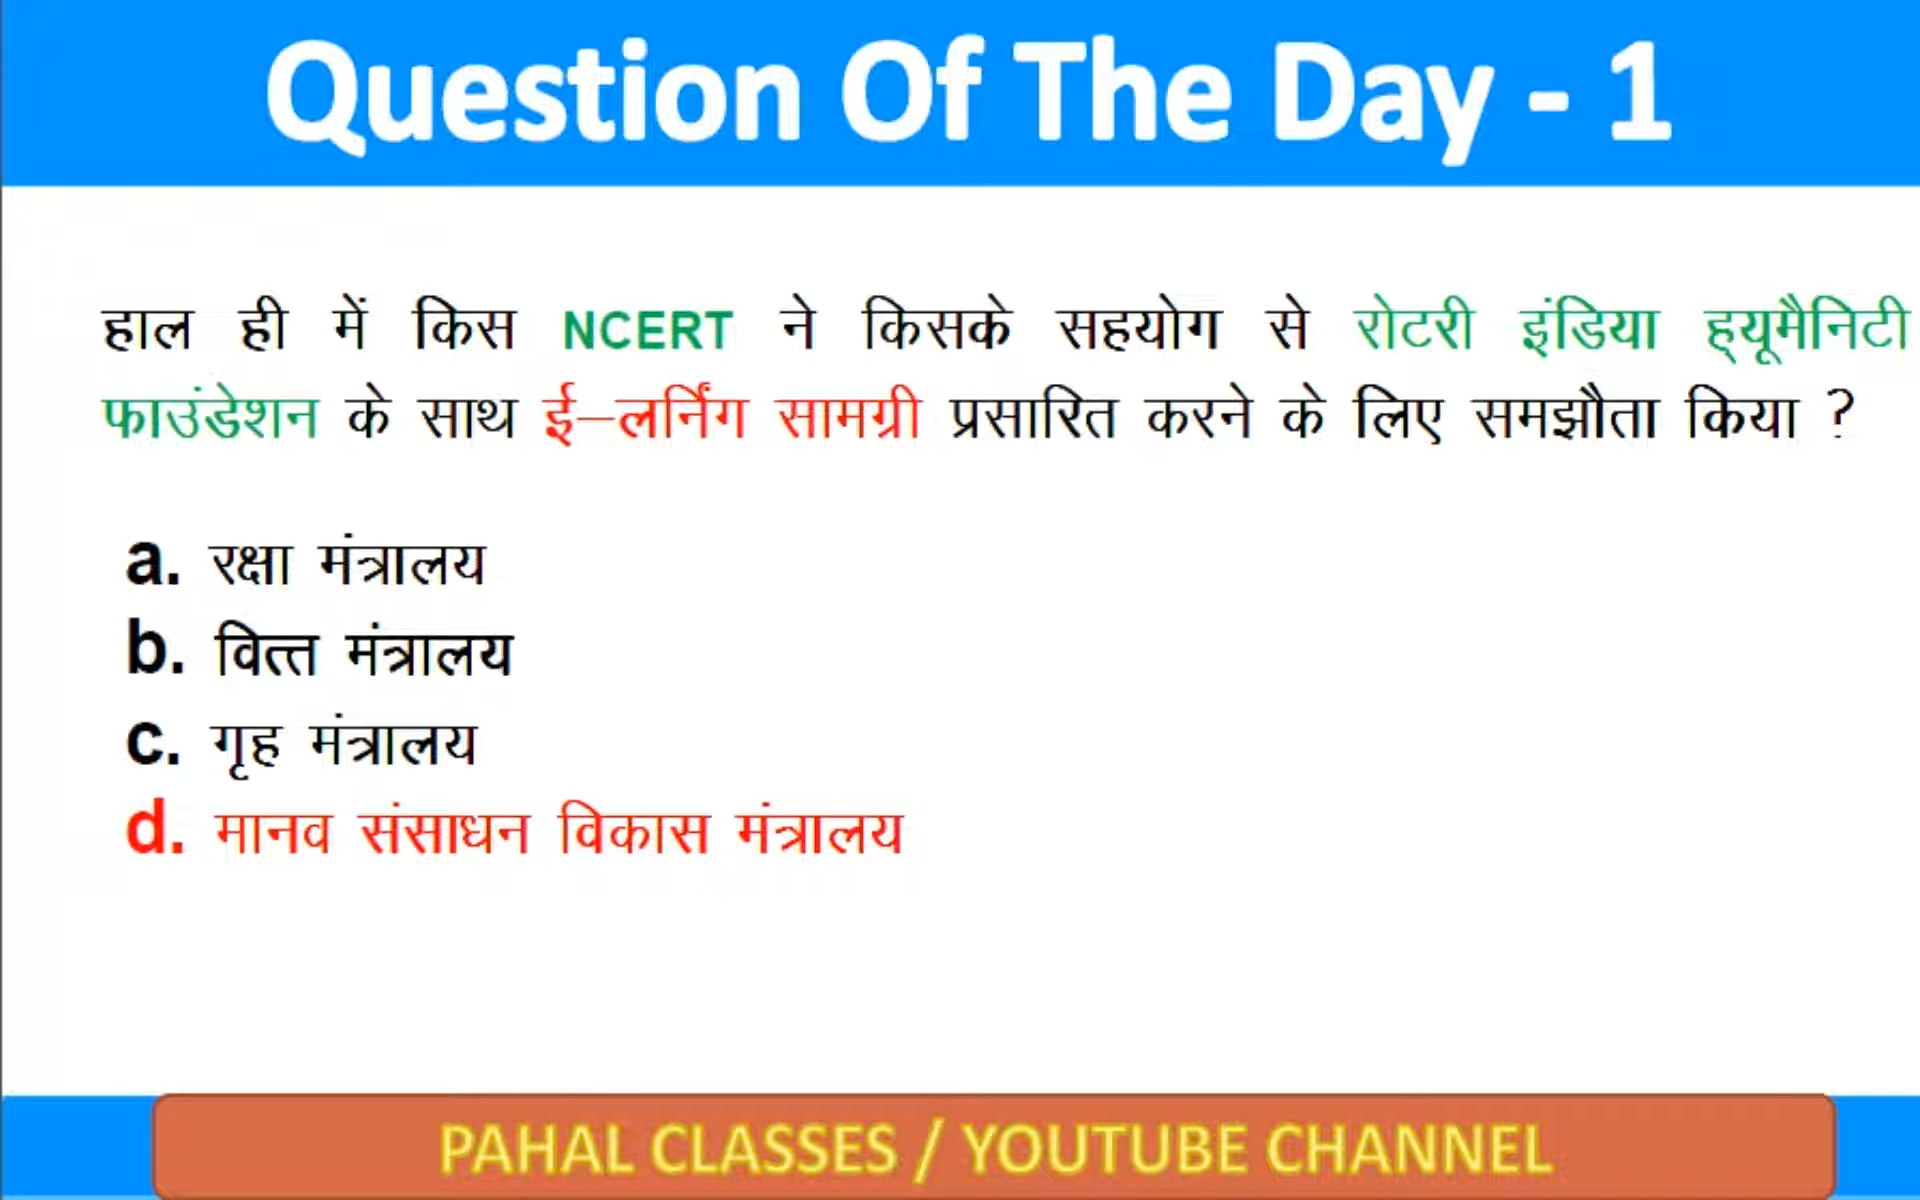 Question Of The Day - 1
हाल ही में किस NCERT ने किसके सहयोग से रोटरी इंडिया ह्यूमैनिटी
फाउंडेशन के साथ ई–लर्निंग सामग्री प्रसारित करने के लिए समझौता किया ?
a. रक्षा मंत्रालय
b. वित्त मंत्रालय
c. गृह मंत्रालय
d. मानव संसाधन विकास मंत्रालय
PAHAL CLASSES / YOUTUBE CHANNEL